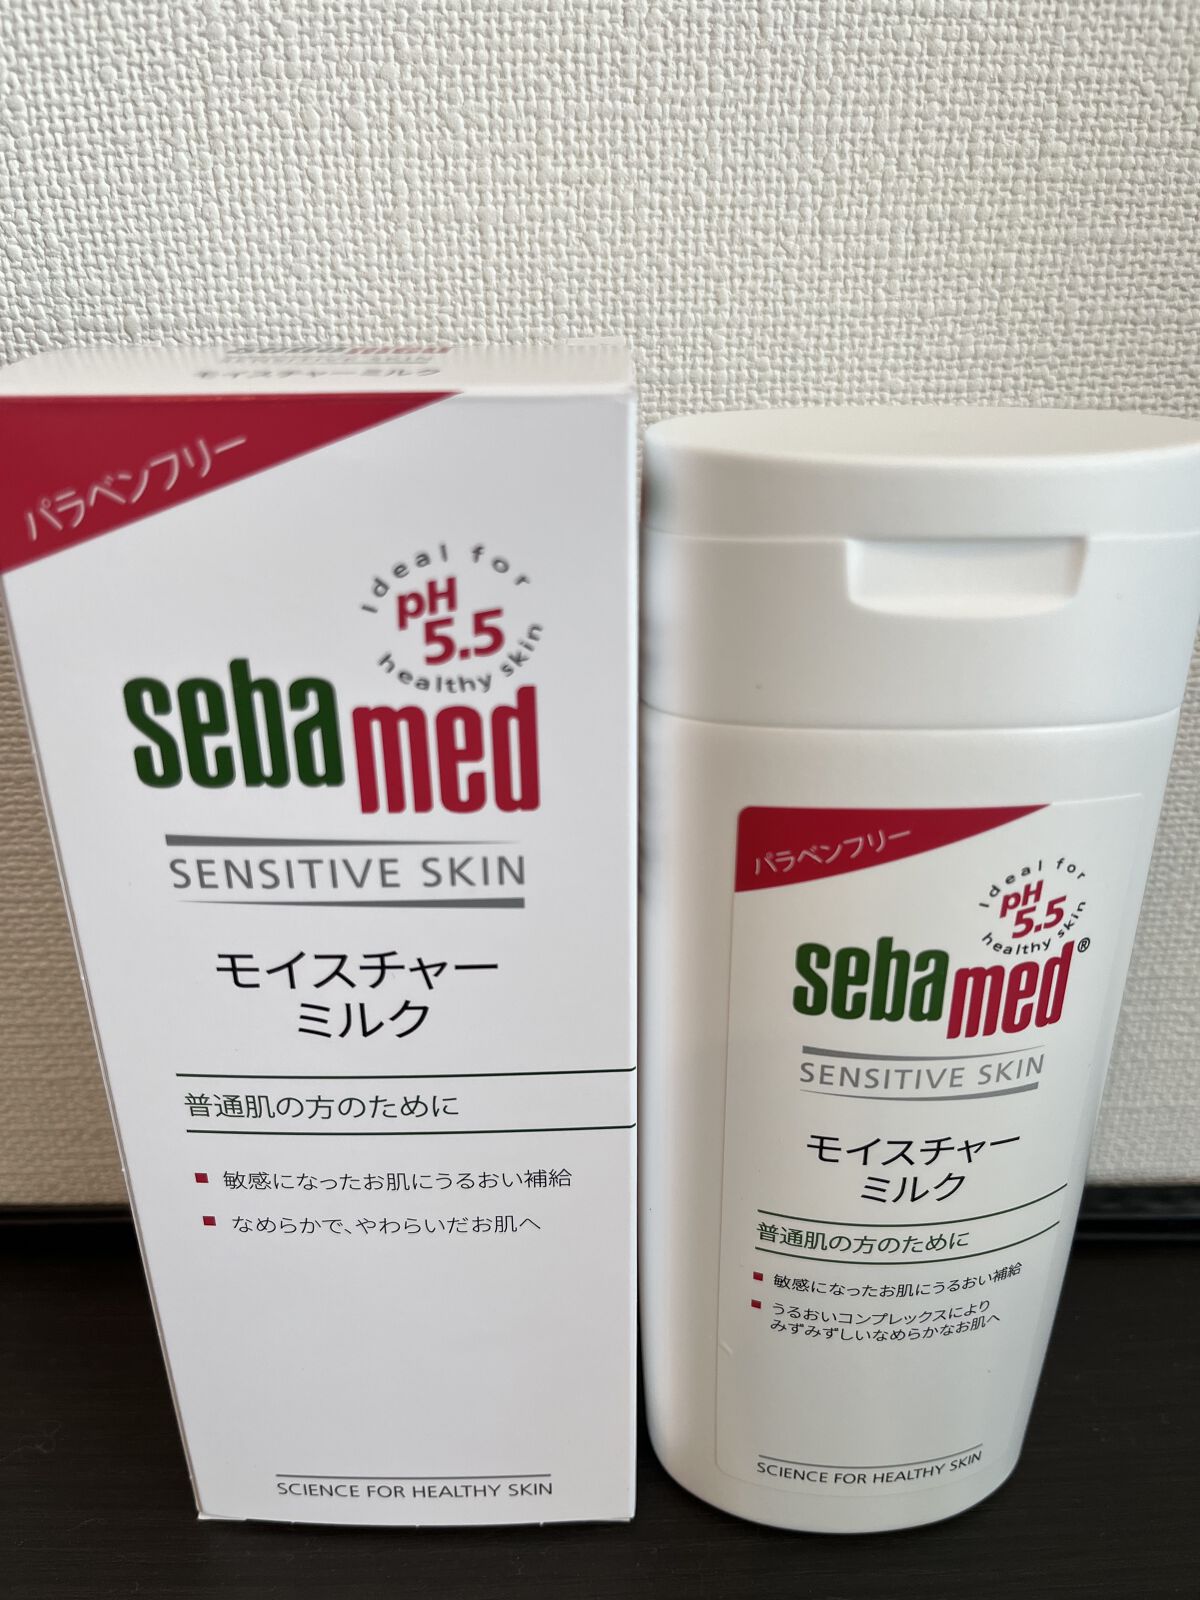 sebamed
SENSITIVE SKIN
モイスチャーミルク
パラベンフリー
Ideal for
pH
5.5
healthy skin
sebamed
SENSITIVE SKIN
モイスチャー
ミルク
普通肌の方のために
敏感になったお肌にうるおい補給
なめらかで、やわらいだお肌へ
SCIENCE FOR HEALTHY SKIN
パラベンフリー
Ideal for
pH
5.5
healthy skin
sebamed®
SENSITIVE SKIN
モイスチャー
ミルク
普通肌の方のために
敏感になったお肌にうるおい補給
うるおいコンプレックスにより
みずみずしいなめらかなお肌へ
SCIENCE FOR HEALTHY SKIN